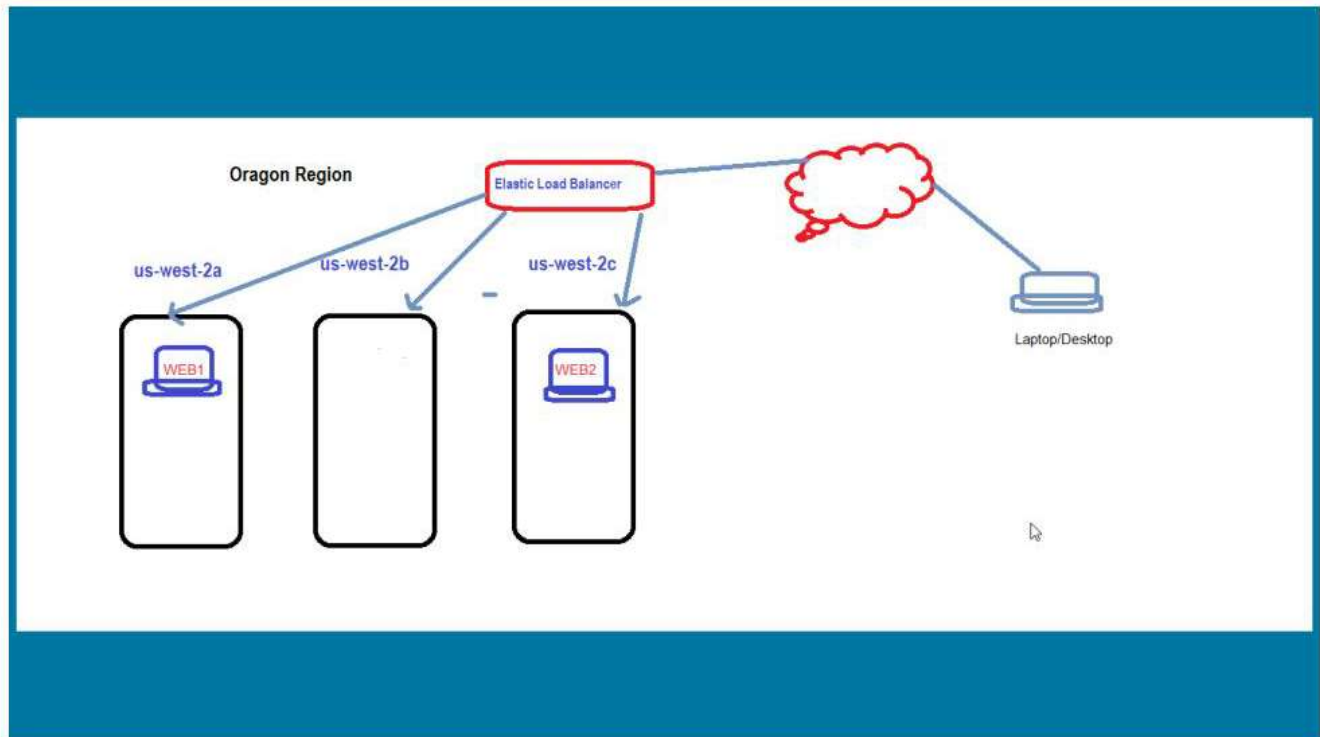 Oragon Region
Elastic Load Balancer
us-west-2a
us-west-2b
us-west-2c
Laptop/Desktop
WEB1
WEB2